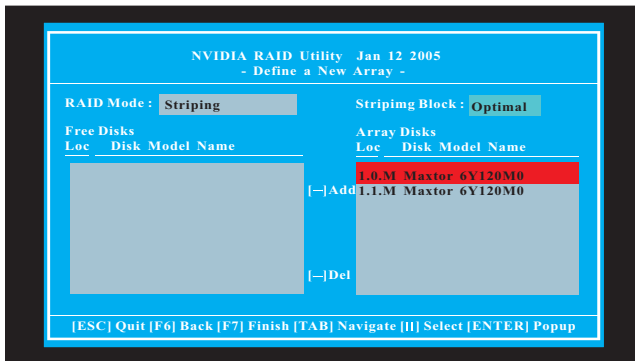 NVIDIA RAID Utility Jan 12 2005
- Define a New Array -
RAID Mode : Striping
Stripimg Block : Optimal
Free Disks
Loc Disk Model Name
Array Disks
Loc Disk Model Name
1.0.M Maxtor 6Y120M0
1.1.M Maxtor 6Y120M0
[─]Add
[─]Del
[ESC] Quit [F6] Back [F7] Finish [TAB] Navigate [||] Select [ENTER] Popup